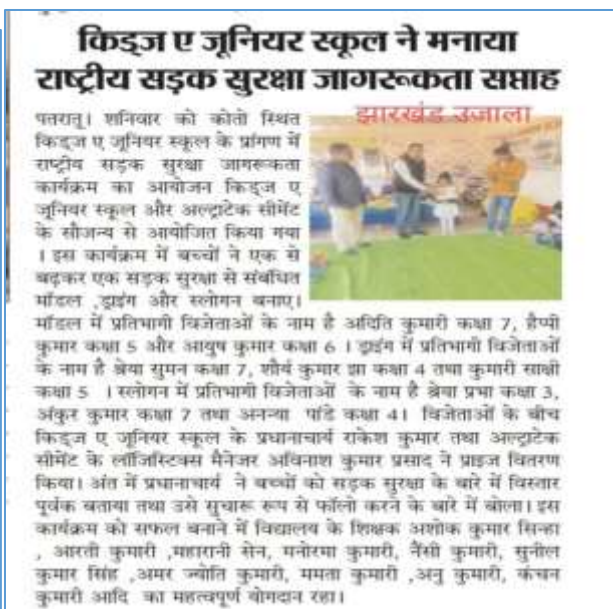 किड्ज ए जूनियर स्कूल ने मनाया
राष्ट्रीय सड़क सुरक्षा जागरूकता सप्ताह
झारखंड उजाला
पतरातू। शनिवार को कोतो स्थित
किड्ज ए जूनियर स्कूल के प्रांगण में
राष्ट्रीय सड़क सुरक्षा जागरूकता
कार्यक्रम का आयोजन किड्ज ए
जूनियर स्कूल और अल्ट्राटेक सीमेंट
के सौजन्य से आयोजित किया गया
। इस कार्यक्रम में बच्चों ने एक से
बढ़कर एक सड़क सुरक्षा से संबंधित
मॉडल ,ड्राइंग और स्लोगन बनाए।
मॉडल में प्रतिभागी विजेताओं के नाम है अदिति कुमारी कक्षा 7, हैप्पी
कुमार कक्षा 5 और आयुष कुमार कक्षा 6 । ड्राइंग में प्रतिभागी विजेताओं
के नाम है श्रेया सुमन कक्षा 7, शौर्य कुमार झा कक्षा 4 तथा कुमारी साक्षी
कक्षा 5 । स्लोगन में प्रतिभागी विजेताओं के नाम है श्रेया प्रभा कक्षा 3,
अंकुर कुमार कक्षा 7 तथा अनन्या पांडे कक्षा 4। विजेताओं के बीच
किड्ज ए जूनियर स्कूल के प्रधानाचार्य राकेश कुमार तथा अल्ट्राटेक
सीमेंट के लॉजिस्टिक्स मैनेजर अविनाश कुमार प्रसाद ने प्राइज वितरण
किया। अंत में प्रधानाचार्य ने बच्चों को सड़क सुरक्षा के बारे में विस्तार
पूर्वक बताया तथा उसे सुचारू रूप से फॉलो करने के बारे में बोला। इस
कार्यक्रम को सफल बनाने में विद्यालय के शिक्षक अशोक कुमार सिन्हा
, आरती कुमारी ,महारानी सेन, मनोरमा कुमारी, नैंसी कुमारी, सुनील
कुमार सिंह ,अमर ज्योति कुमारी, ममता कुमारी ,अनु कुमारी, कंचन
कुमारी आदि का महत्वपूर्ण योगदान रहा।